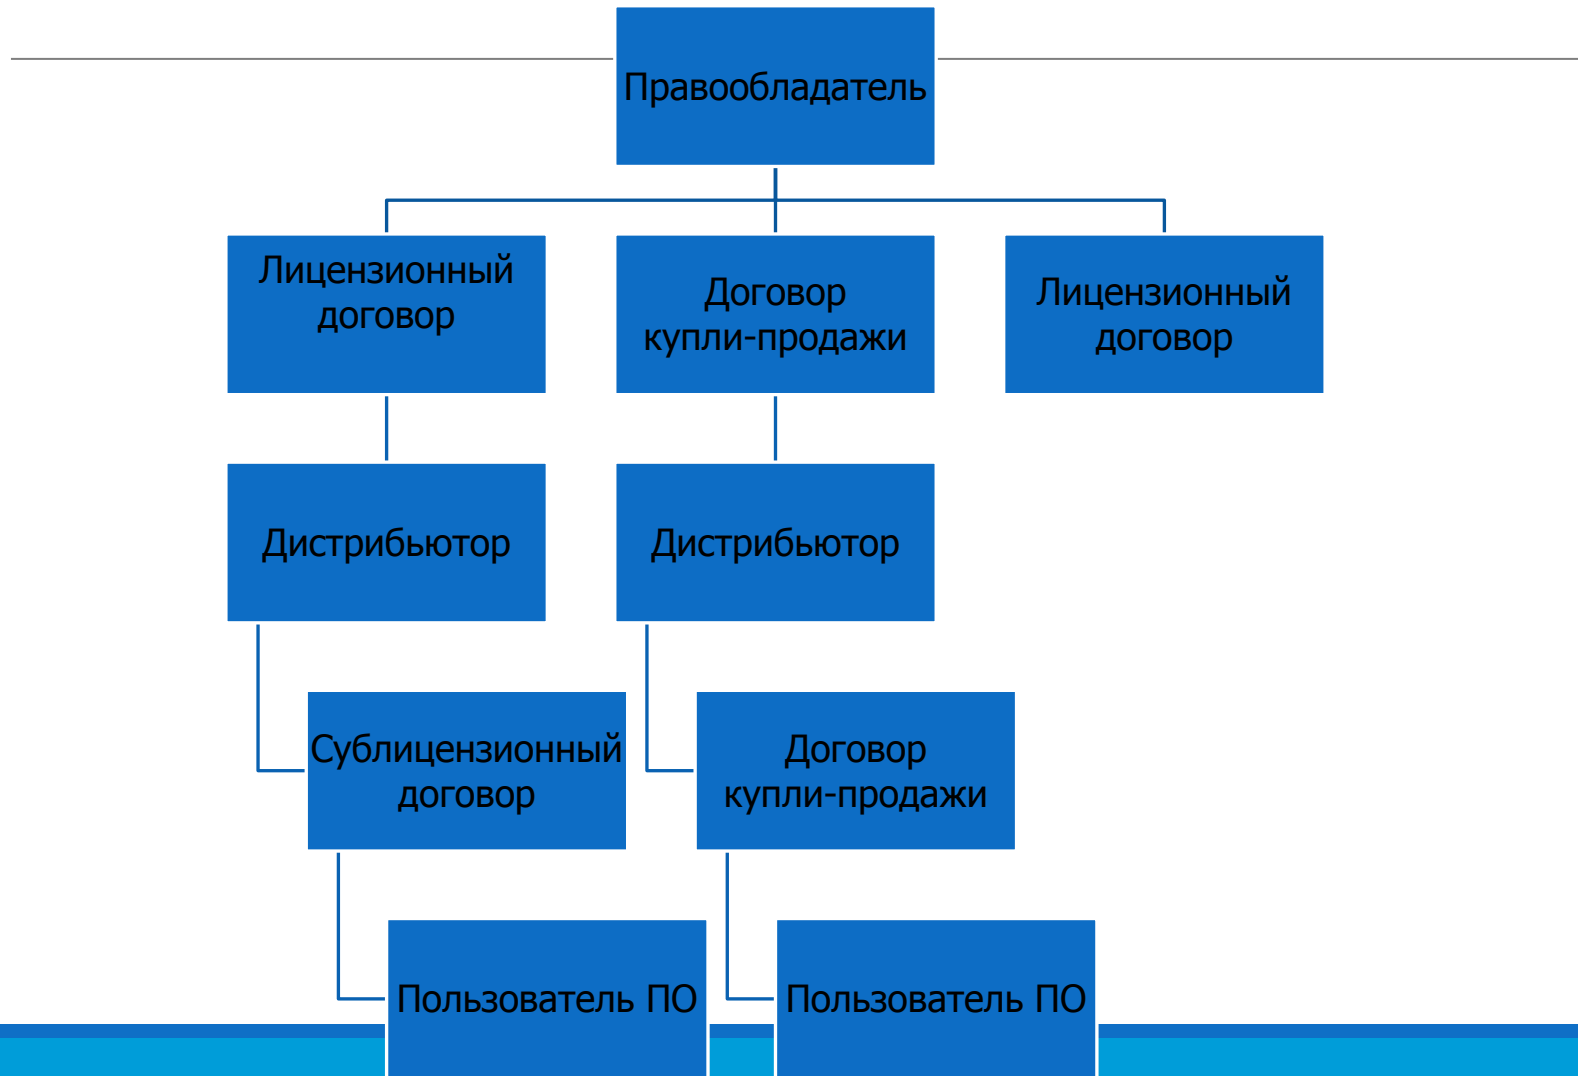 Правообладатель
Лицензионный
договор
Договор
купли-продажи
Лицензионный
договор
Дистрибьютор
Дистрибьютор
Сублицензионный
договор
Договор
купли-продажи
Пользователь ПО
Пользователь ПО